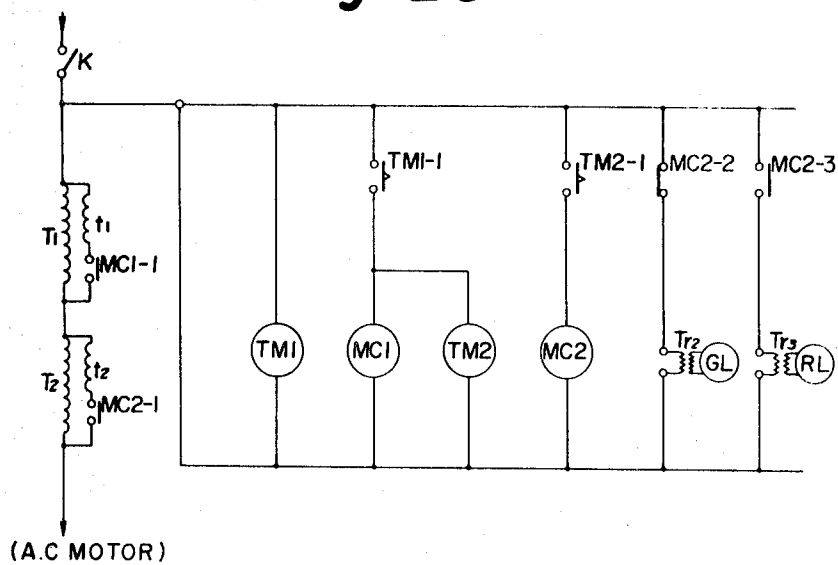 K
TM1-1
TM2-1
MC2-2
MC2-3
T1
t1
MC1-1
T2
t2
MC2-1
TM1
MC1
TM2
MC2
Tr2
GL
Tr3
RL
(A.C MOTOR)